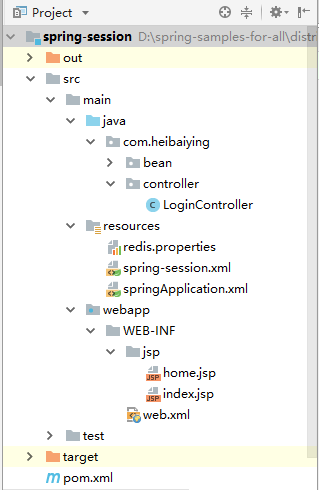 Project
spring-session D:\spring-samples-for-all\distr
out
src
main
java
com.heibaiying
bean
controller
LoginController
resources
redis.properties
spring-session.xml
springApplication.xml
webapp
WEB-INF
jsp
home.jsp
index.jsp
web.xml
test
target
pom.xml